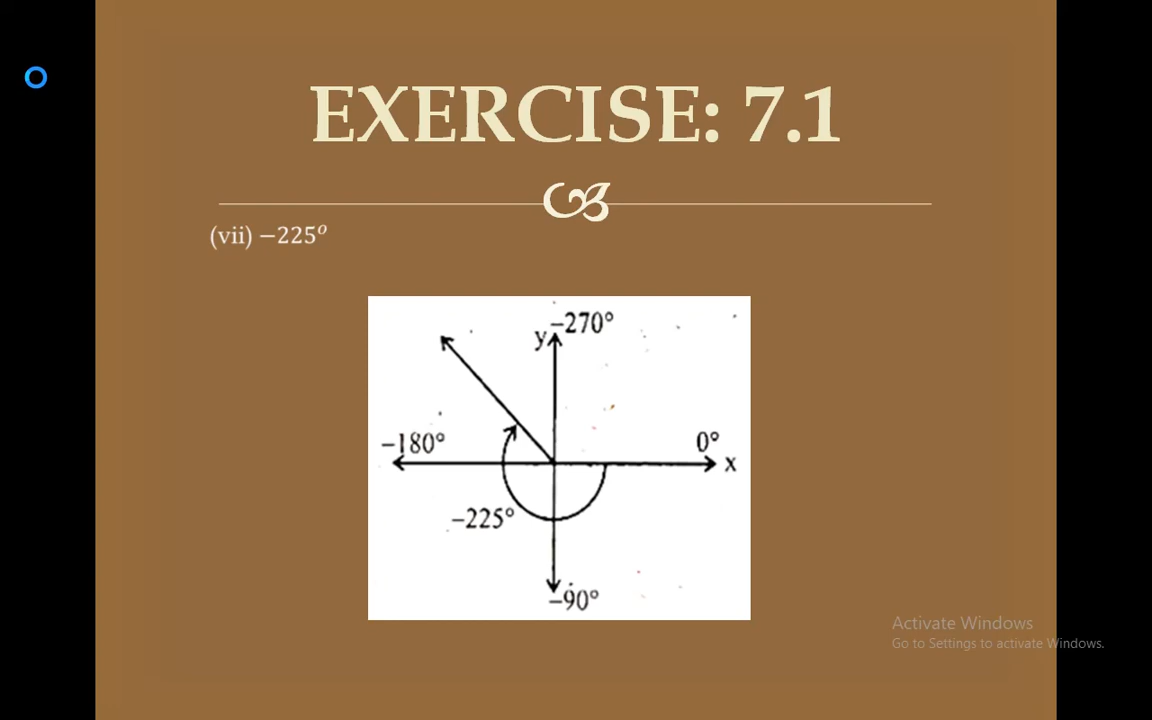 EXERCISE: 7.1
(vii) −225º
–270°
y
–180°
0°
x
–225°
–90°
Activate Windows
Go to Settings to activate Windows.